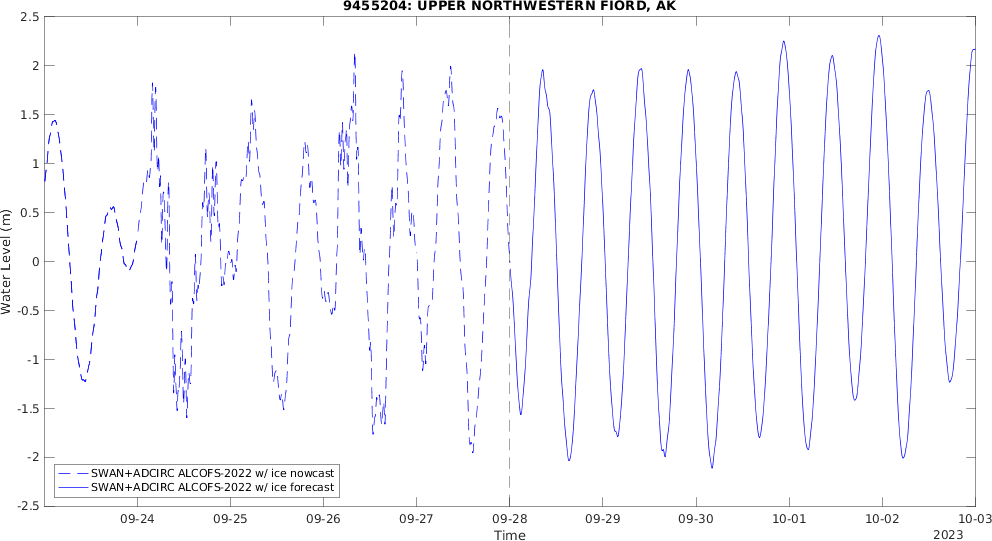 9455204: UPPER NORTHWESTERN FIORD, AK
2.5
2
1.5
1
0.5
0
-0.5
-1
-1.5
-2
-2.5
Water Level (m)
SWAN+ADCIRC ALCOFS-2022 w/ ice nowcast
SWAN+ADCIRC ALCOFS-2022 w/ ice forecast
09-24 09-25 09-26 09-27 09-28 09-29 09-30 10-01 10-02 10-03
Time
2023